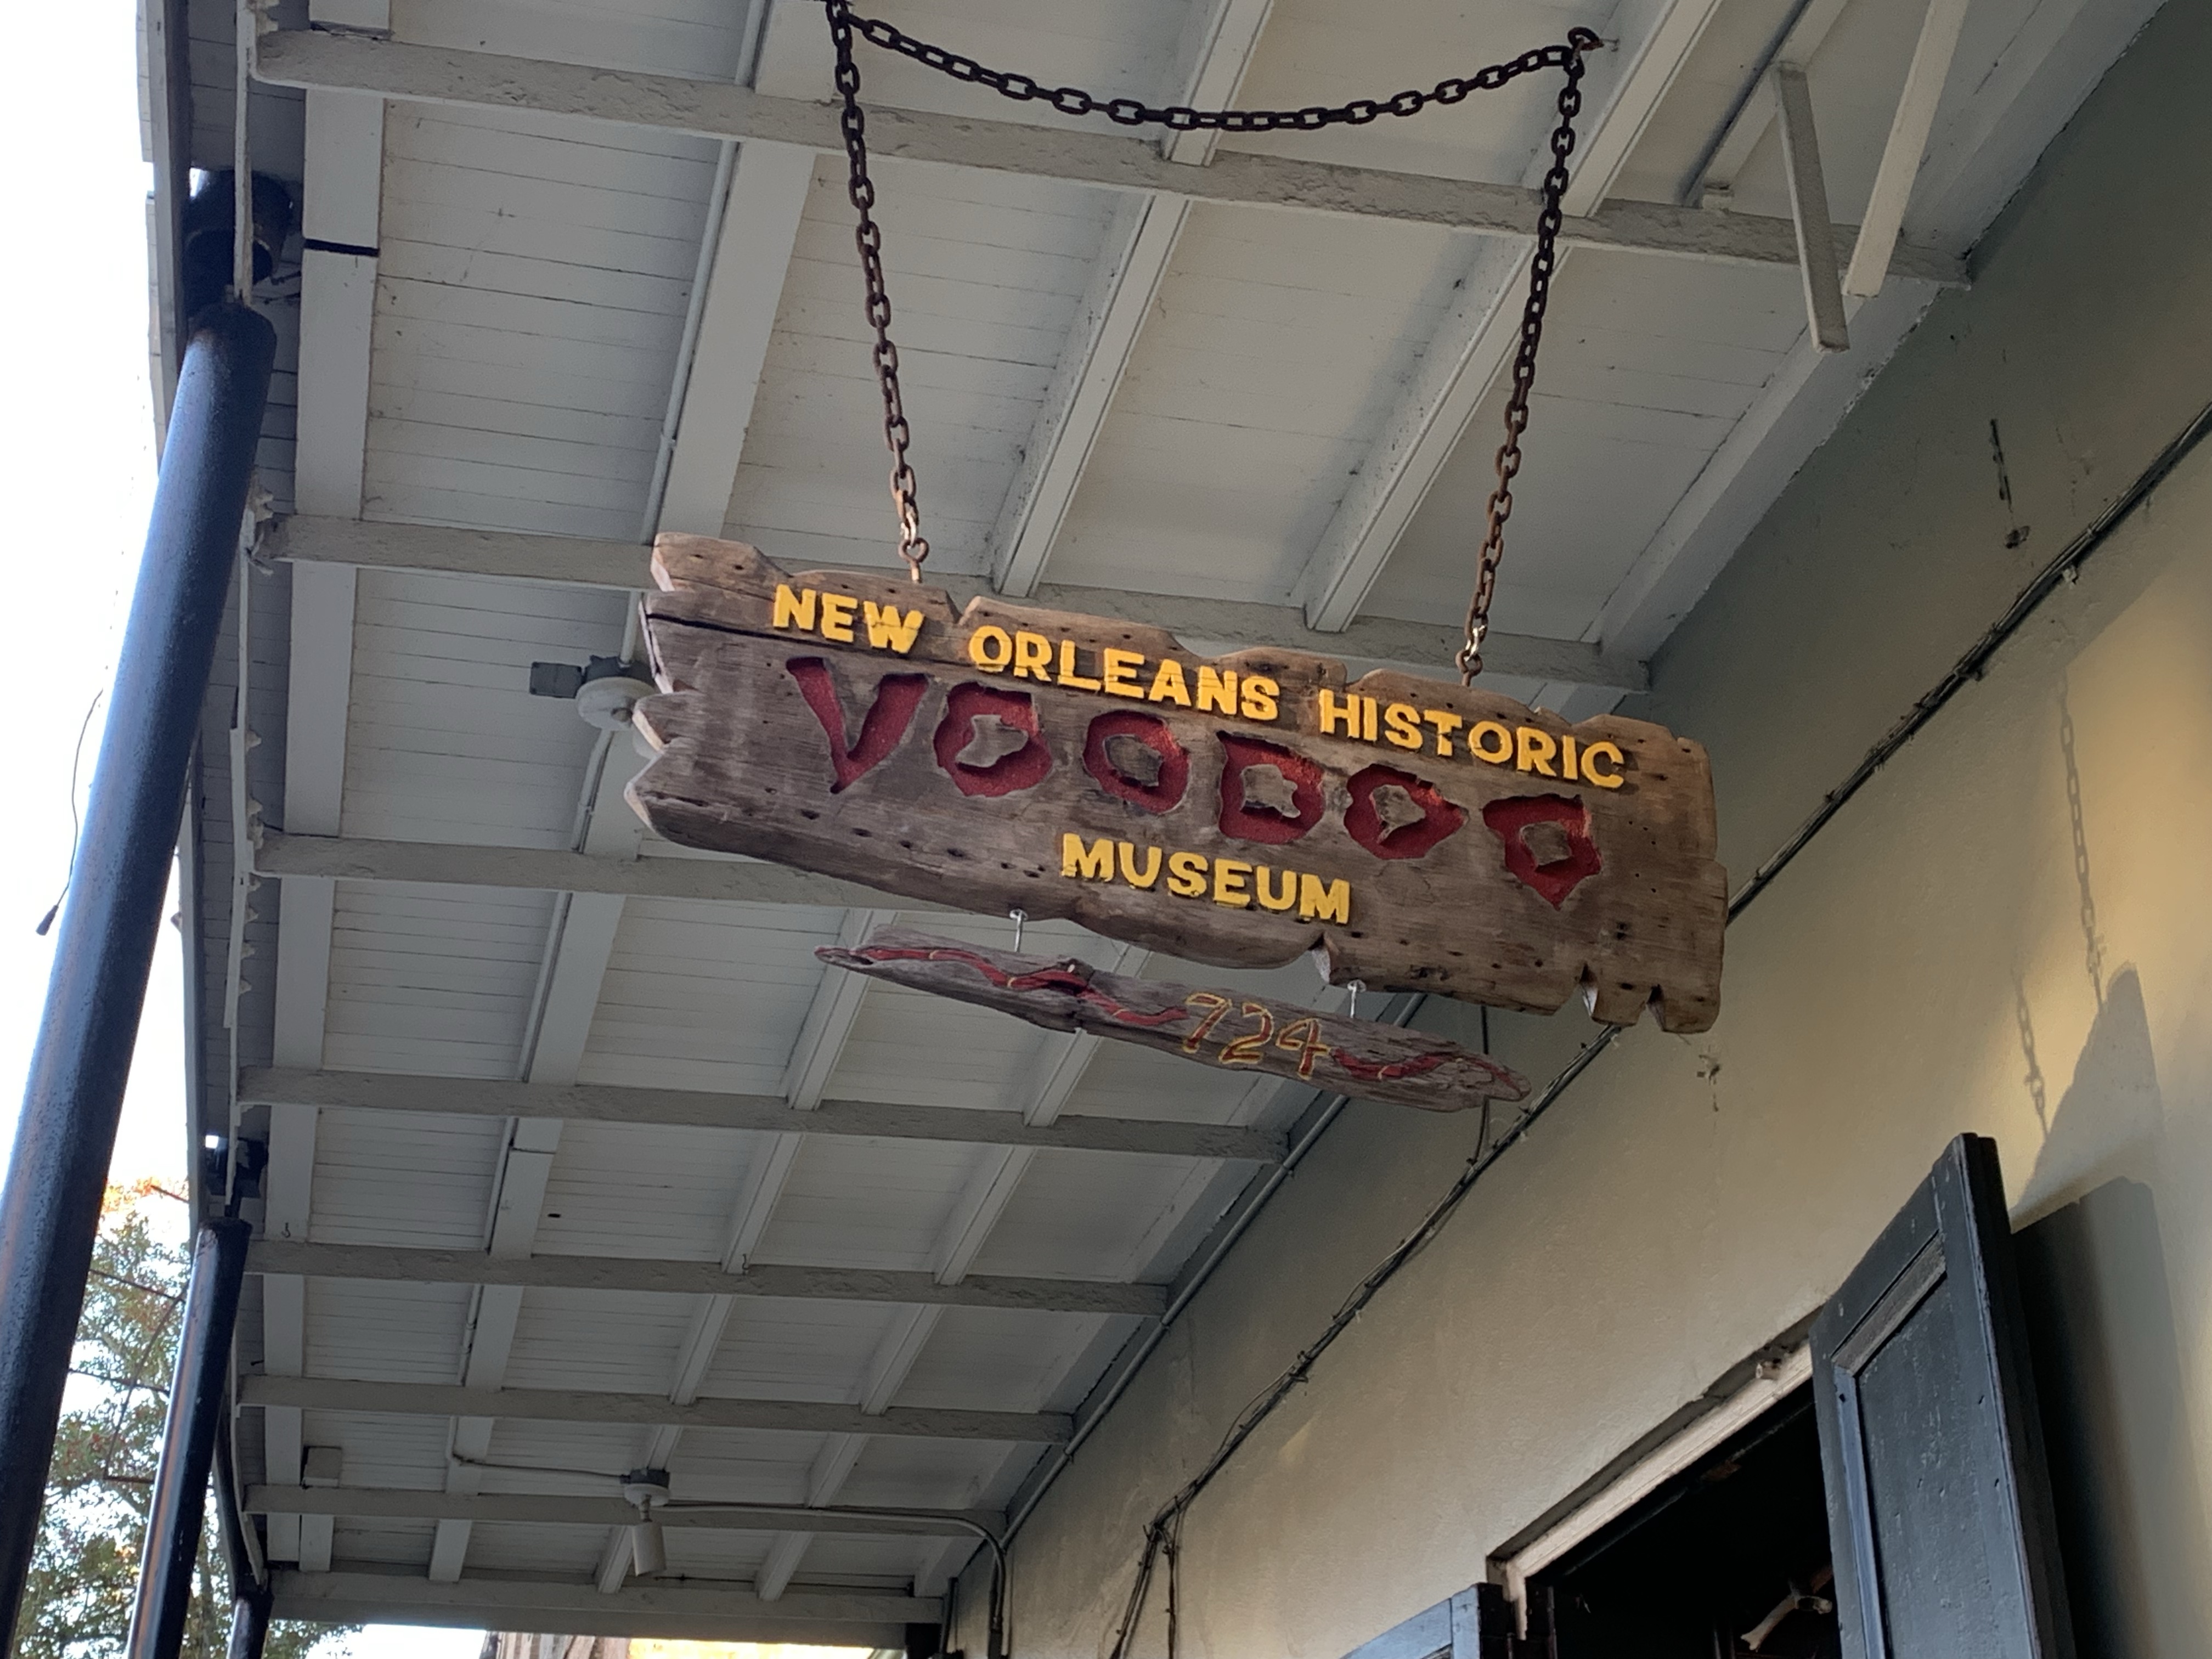 NEW ORLEANS HISTORIC
VOODOO
MUSEUM
724